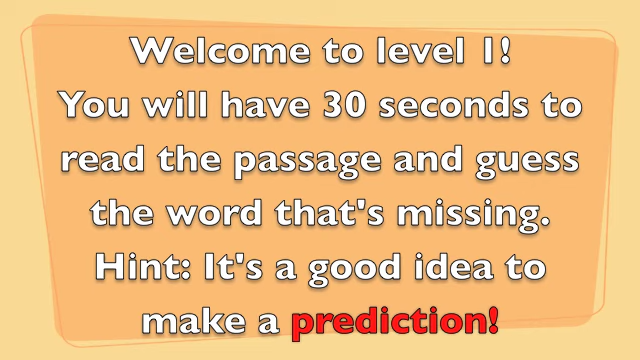 Welcome to level 1!
You will have 30 seconds to
read the passage and guess
the word that's missing.
Hint: It's a good idea to
make a prediction!